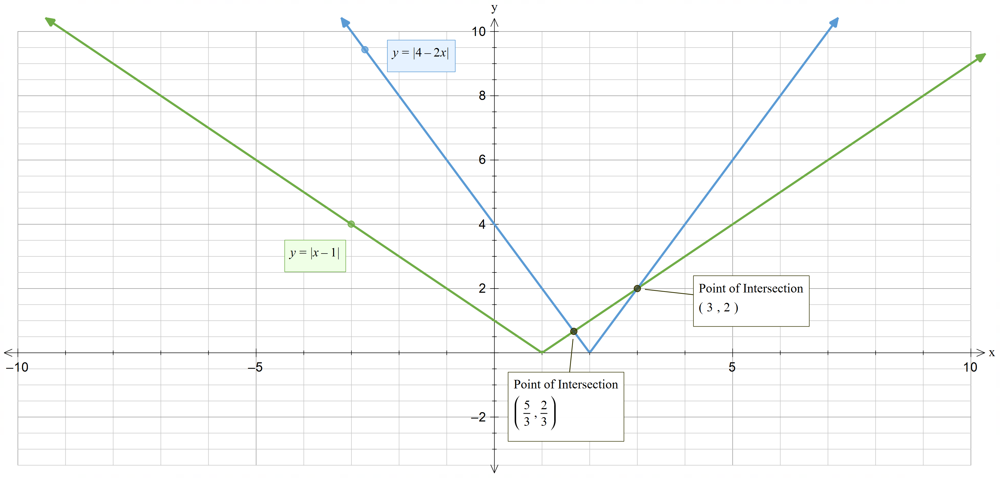 y
10
y = |4 – 2x|
8
6
4
y = |x – 1|
2
Point of Intersection
( 3 , 2 )
x
–10
–5
5
10
Point of Intersection
(5/3, 2/3)
–2